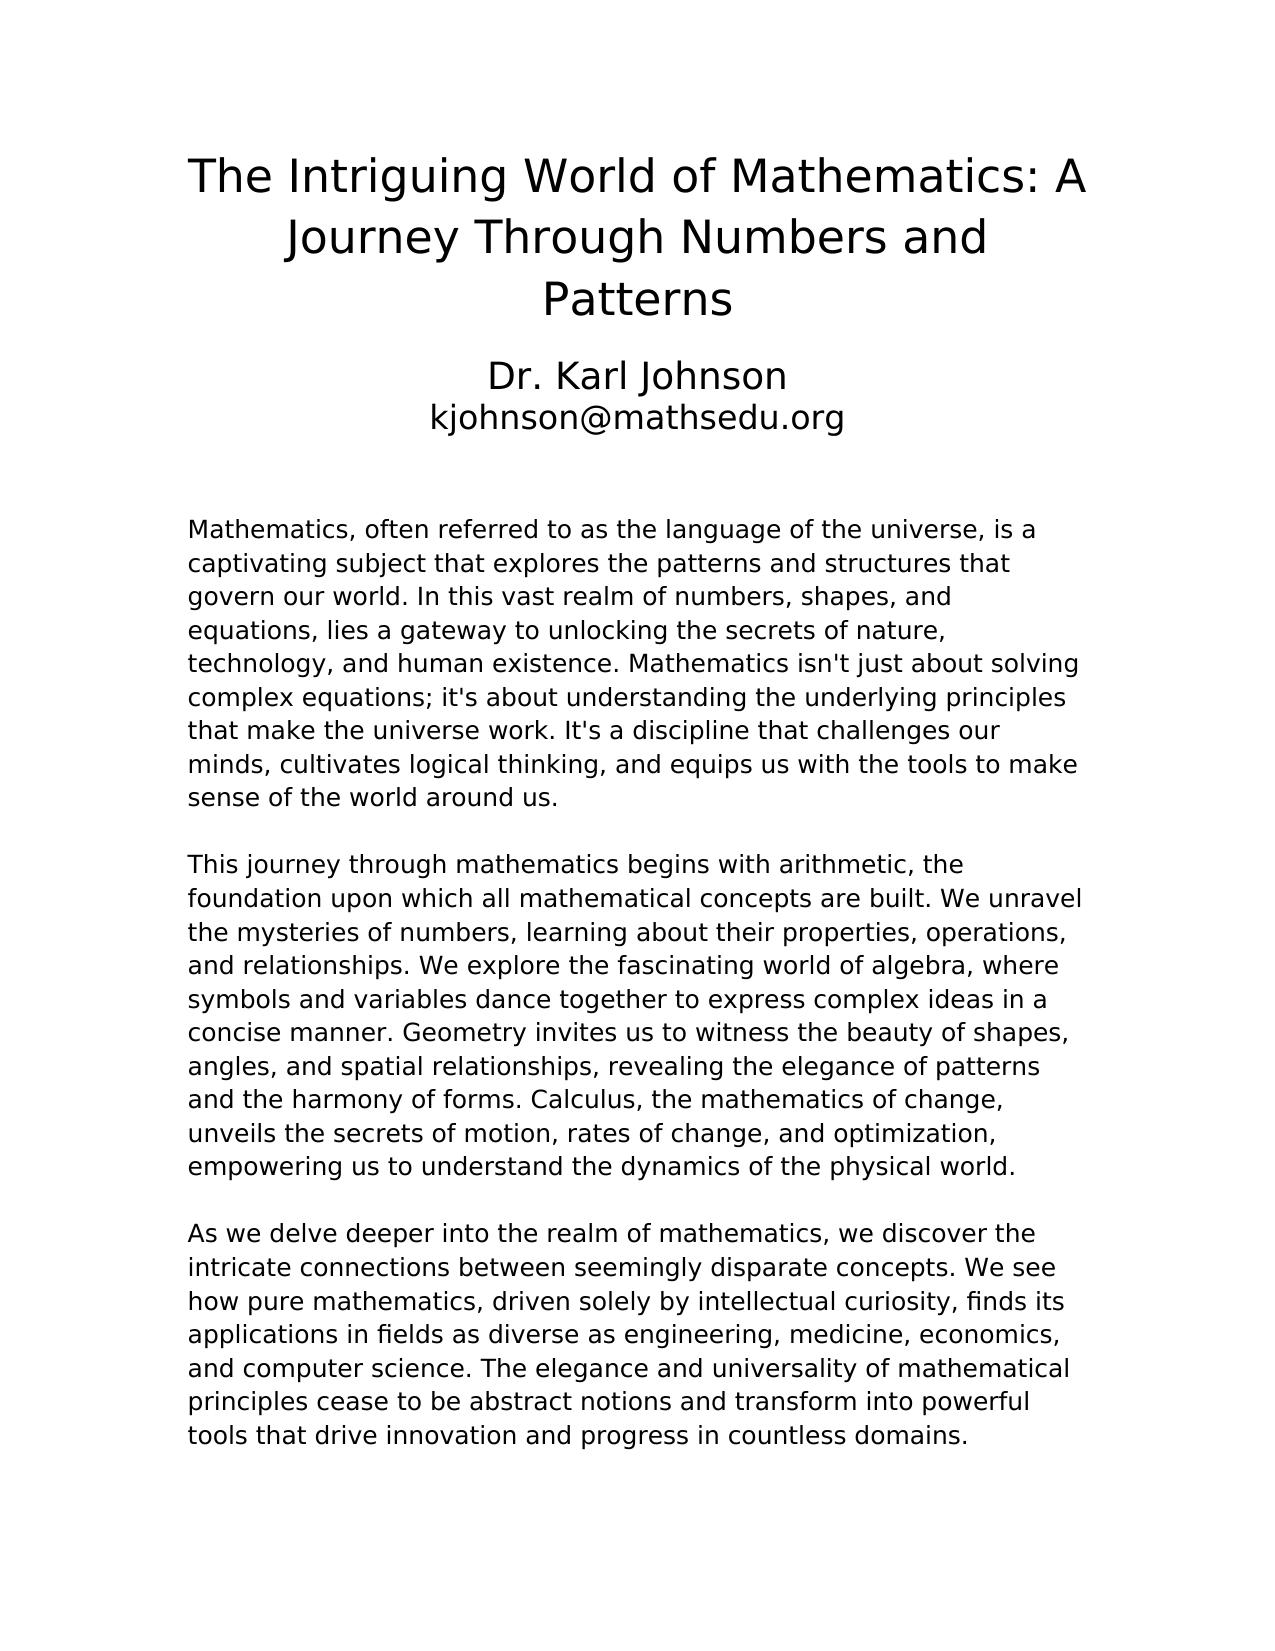 The Intriguing World of Mathematics: A
Journey Through Numbers and
Patterns
Dr. Karl Johnson
kjohnson@mathsedu.org
Mathematics, often referred to as the language of the universe, is a
captivating subject that explores the patterns and structures that
govern our world. In this vast realm of numbers, shapes, and
equations, lies a gateway to unlocking the secrets of nature,
technology, and human existence. Mathematics isn't just about solving
complex equations; it's about understanding the underlying principles
that make the universe work. It's a discipline that challenges our
minds, cultivates logical thinking, and equips us with the tools to make
sense of the world around us.
This journey through mathematics begins with arithmetic, the
foundation upon which all mathematical concepts are built. We unravel
the mysteries of numbers, learning about their properties, operations,
and relationships. We explore the fascinating world of algebra, where
symbols and variables dance together to express complex ideas in a
concise manner. Geometry invites us to witness the beauty of shapes,
angles, and spatial relationships, revealing the elegance of patterns
and the harmony of forms. Calculus, the mathematics of change,
unveils the secrets of motion, rates of change, and optimization,
empowering us to understand the dynamics of the physical world.
As we delve deeper into the realm of mathematics, we discover the
intricate connections between seemingly disparate concepts. We see
how pure mathematics, driven solely by intellectual curiosity, finds its
applications in fields as diverse as engineering, medicine, economics,
and computer science. The elegance and universality of mathematical
principles cease to be abstract notions and transform into powerful
tools that drive innovation and progress in countless domains.